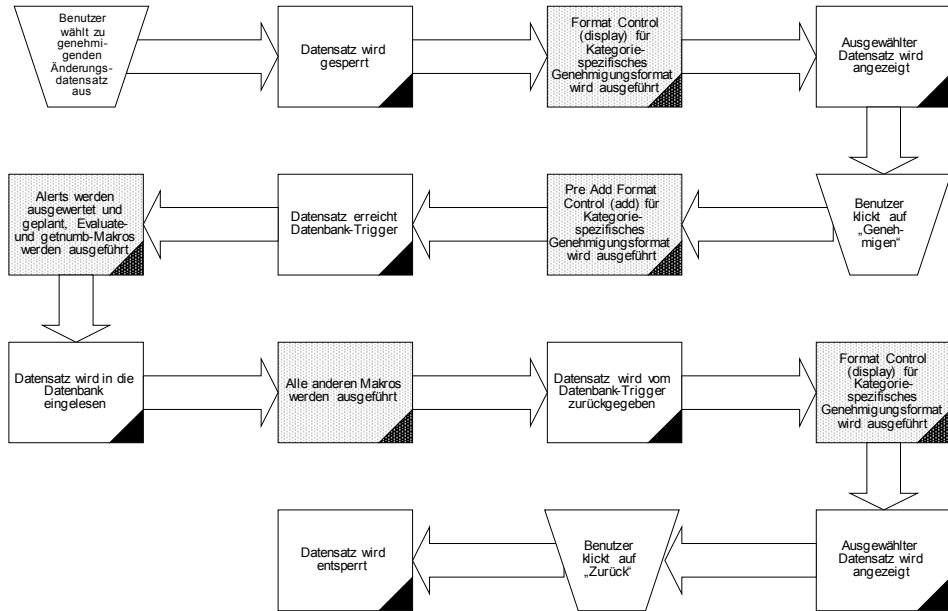 Benutzer
wählt zu
genehmi-
genden
Änderungs-
datensatz
aus
Datensatz wird
gesperrt
Format Control
(display) für
Kategorie-
spezifisches
Genehmigungsformat
wird ausgeführt
Ausgewählter
Datensatz wird
angezeigt
Benutzer
klickt auf
„Geneh-
migen“
Pre Add Format
Control (add) für
Kategorie-
spezifisches
Genehmigungsformat
wird ausgeführt
Datensatz erreicht
Datenbank-Trigger
Alerts werden
ausgewertet und
geplant, Evaluate-
und getnumb-Makros
werden ausgeführt
Datensatz wird in die
Datenbank
eingelesen
Alle anderen Makros
werden ausgeführt
Datensatz wird vom
Datenbank-Trigger
zurückgegeben
Format Control
(display) für
Kategorie-
spezifisches
Genehmigungsformat
wird ausgeführt
Ausgewählter
Datensatz wird
angezeigt
Benutzer
klickt auf
„Zurück“
Datensatz wird
entsperrt